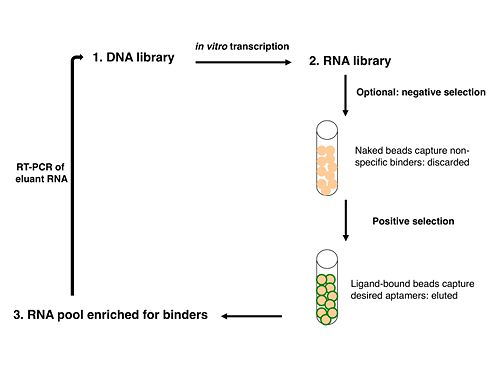 in vitro transcription
1. DNA library
2. RNA library
Optional: negative selection
Naked beads capture non-
specific binders: discarded
RT-PCR of
eluant RNA
Positive selection
Ligand-bound beads capture
desired aptamers: eluted
3. RNA pool enriched for binders